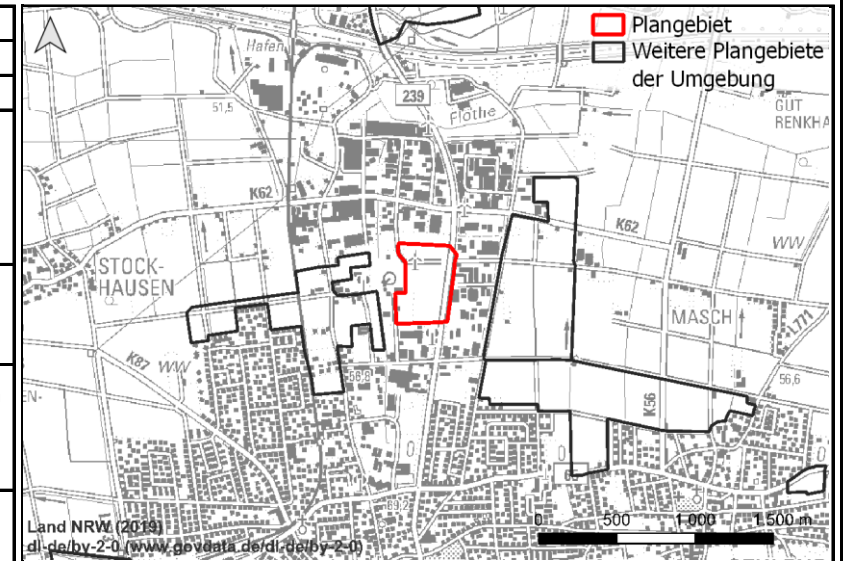 Plangebiet
Weitere Plangebiete
der Umgebung
Hafen
51,5
239
Flöthe
GUT
K62
K62
WW
STOCK-
HAUSEN
MASCH
L771
K87
WW
56,8
56,6
K56
Land NRW (2019)
dl-de/by-2-0 (www.govdata.de/dl-de/by-2-0)
0 500 1.000 1.500 m